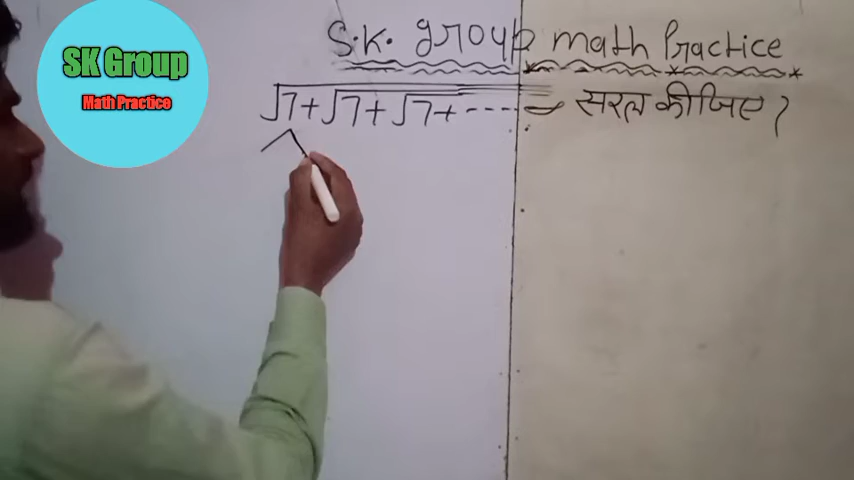 SK Group
Math Practice
S.K. group math Practice
√7+√7+√7+---- सरल कीजिए ?